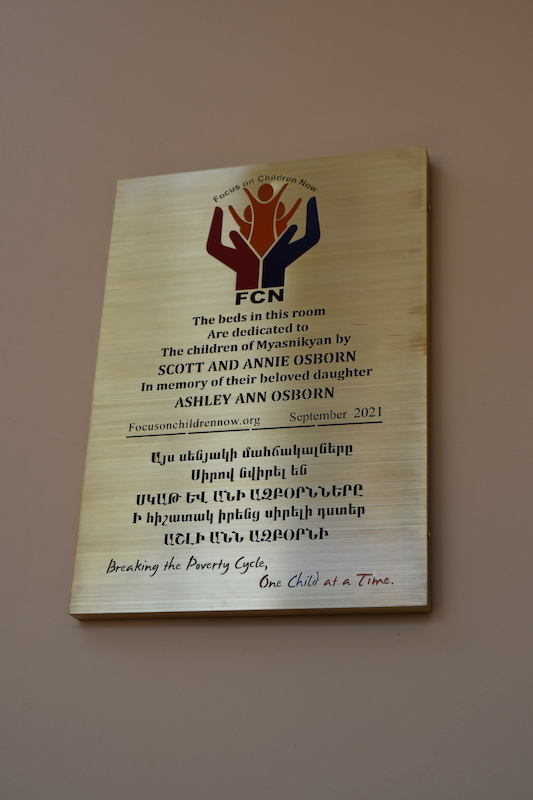 Focus on Children Now
FCN
The beds in this room
Are dedicated to
The children of Myasnikyan by
SCOTT AND ANNIE OSBORN
In memory of their beloved daughter
ASHLEY ANN OSBORN
Focusonchildrennow.org September 2021
Այս սենյակի մահճակալները
Սիրով նվիրել են
ՍԿԱԹ ԵՎ ԱՆԻ ԱԶԲՕՐՆՆԵՐԸ
Ի հիշատակ իրենց սիրելի դստեր
ԱՇԼԻ ԱՆՆ ԱԶԲՕՐՆԻ
Breaking the Poverty Cycle,
One Child at a Time.